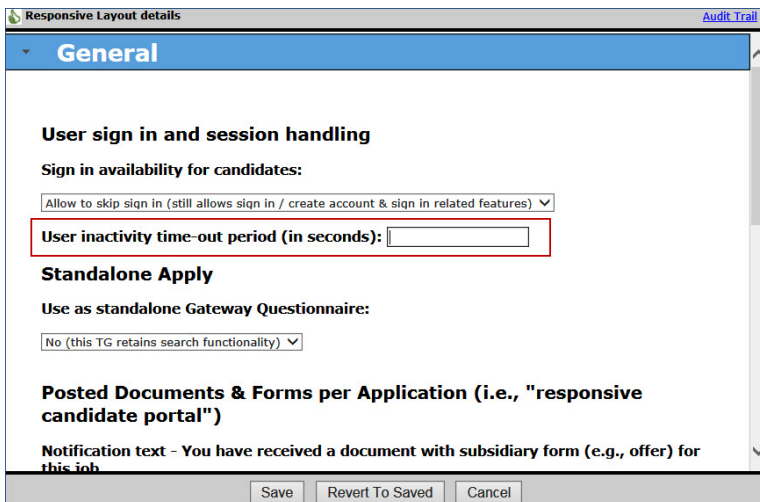 Responsive Layout details
Audit Trail
General
User sign in and session handling
Sign in availability for candidates:
Allow to skip sign in (still allows sign in / create account & sign in related features)
User inactivity time-out period (in seconds):
Standalone Apply
Use as standalone Gateway Questionnaire:
No (this TG retains search functionality)
Posted Documents & Forms per Application (i.e., "responsive
candidate portal")
Notification text - You have received a document with subsidiary form (e.g., offer) for
this job
Save
Revert To Saved
Cancel